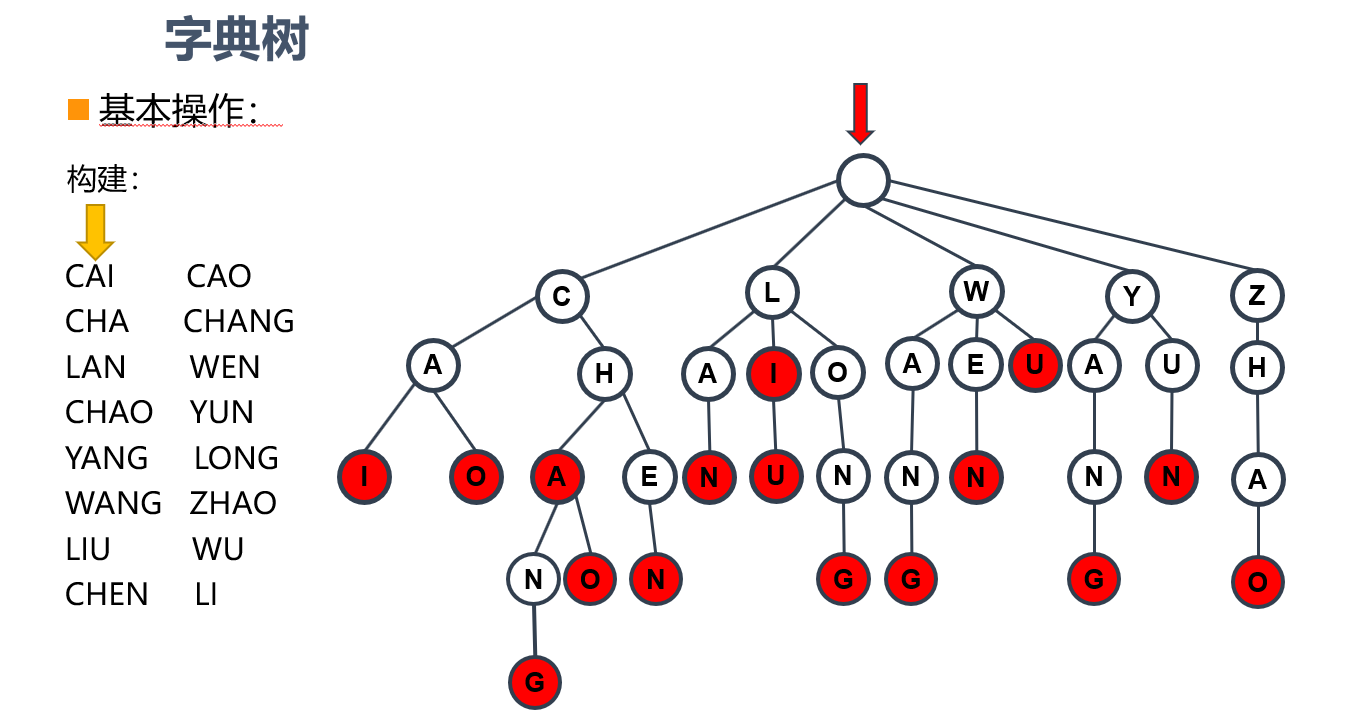 字典树
基本操作：
构建：
CAI CAO
CHA CHANG
LAN WEN
CHAO YUN
YANG LONG
WANG ZHAO
LIU WU
CHEN LI
C L W Y Z
A H A I O A E U A U H
I O A E N U N N N N N A
N O N G G G O
G